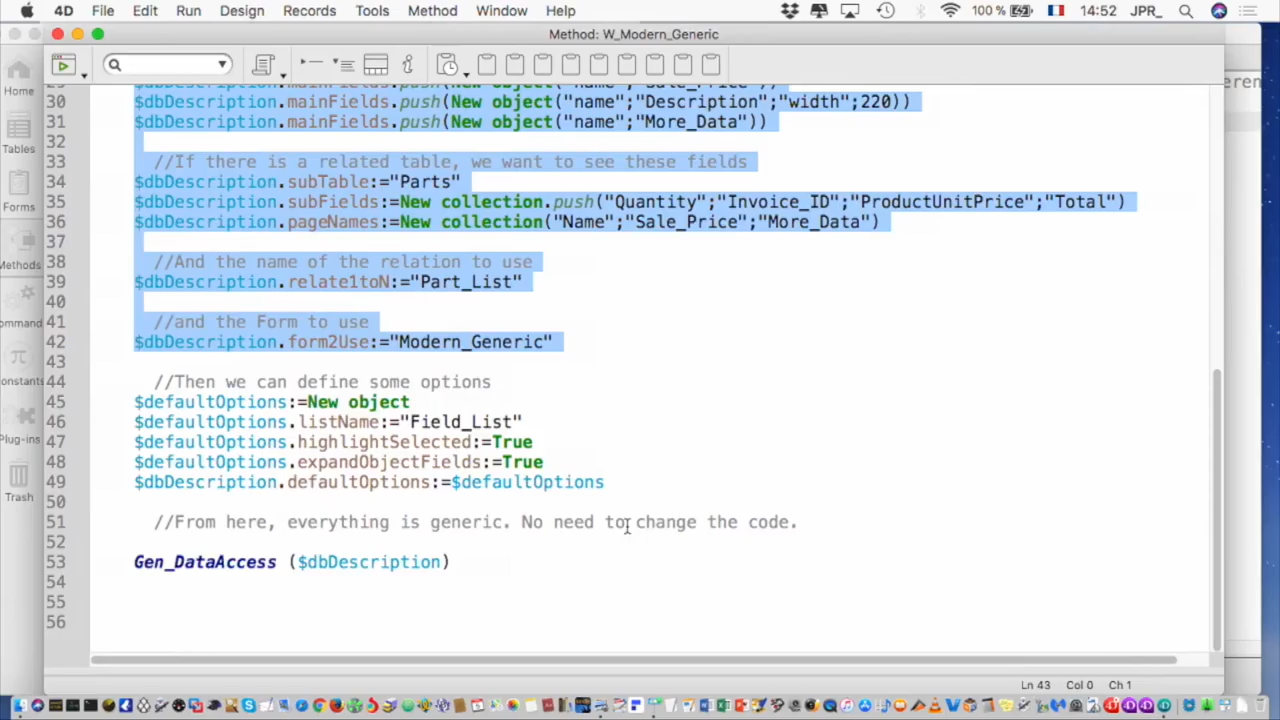 4D File Edit Run Design Records Tools Method Window Help 100 % 14:52 JPR_
Method: W_Modern_Generic
Home
Tables
Forms
Methods
ommand
onstants
Plug-ins
Trash
30 $dbDescription.mainFields.push(New object("name";"Description";"width";220))
31 $dbDescription.mainFields.push(New object("name";"More_Data"))
32
33 //If there is a related table, we want to see these fields
34 $dbDescription.subTable:="Parts"
35 $dbDescription.subFields:=New collection.push("Quantity";"Invoice_ID";"ProductUnitPrice";"Total")
36 $dbDescription.pageNames:=New collection("Name";"Sale_Price";"More_Data")
37
38 //And the name of the relation to use
39 $dbDescription.relate1toN:="Part_List"
40
41 //and the Form to use
42 $dbDescription.form2Use:="Modern_Generic"
43
44 //Then we can define some options
45 $defaultOptions:=New object
46 $defaultOptions.listName:="Field_List"
47 $defaultOptions.highlightSelected:=True
48 $defaultOptions.expandObjectFields:=True
49 $dbDescription.defaultOptions:=$defaultOptions
50
51 //From here, everything is generic. No need to change the code.
52
53 Gen_DataAccess ($dbDescription)
54
55
56
Ln 43 Col 0 Ch 1